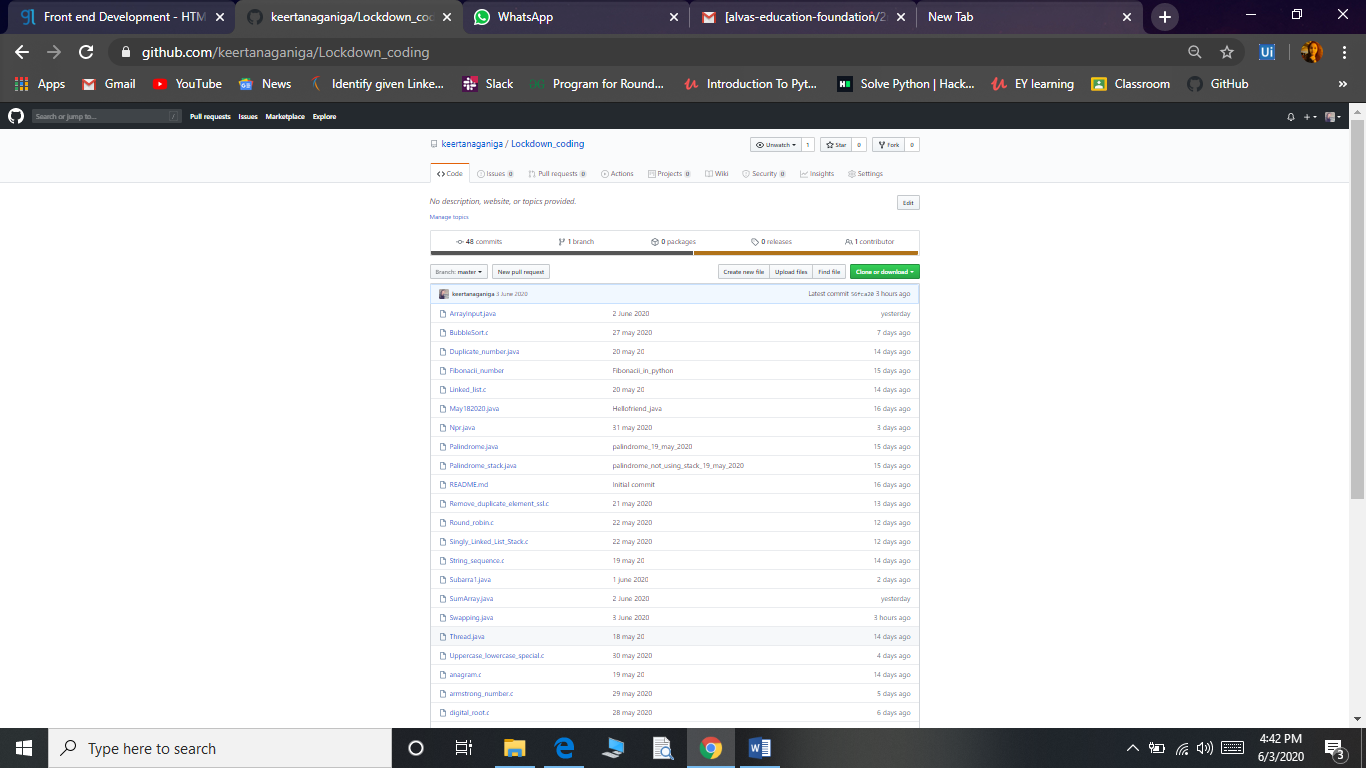 Front end Development - HTM
keertanaganiga/Lockdown_coc
WhatsApp
[alvas-education-foundation/2
New Tab
github.com/keertanaganiga/Lockdown_coding
Apps Gmail YouTube News Identify given Linke... Slack Program for Round... Introduction To Pyt... Solve Python | Hack... EY learning Classroom GitHub »
Search or jump to... / Pull requests Issues Marketplace Explore
keertanaganiga / Lockdown_coding Unwatch 1 Star 0 Fork 0
Code Issues 0 Pull requests 0 Actions Projects 0 Wiki Security 0 Insights Settings
No description, website, or topics provided. Edit
Manage topics
48 commits 1 branch 0 packages 0 releases 1 contributor
Branch: master New pull request Create new file Upload files Find file Clone or download
keertanaganiga 3 June 2020 Latest commit 3 hours ago
ArrayInput.java 2 June 2020 yesterday
BubbleSort.c 27 may 2020 7 days ago
Duplicate_number.java 20 may 20 14 days ago
Fibonacii_number Fibonacii_in_python 15 days ago
Linked_list.c 20 may 20 14 days ago
May182020.java Hellofriend_java 16 days ago
Npr.java 31 may 2020 3 days ago
Palindrome.java palindrome_19_may_2020 15 days ago
Palindrome_stack.java palindrome_not_using_stack_19_may_2020 15 days ago
README.md Initial commit 16 days ago
Remove_duplicate_element_ssl.c 21 may 2020 13 days ago
Round_robin.c 22 may 2020 12 days ago
Singly_Linked_List_Stack.c 22 may 2020 12 days ago
String_sequence.c 19 may 20 14 days ago
Subarra1.java 1 june 2020 2 days ago
SumArray.java 2 June 2020 yesterday
Swapping.java 3 June 2020 3 hours ago
Thread.java 18 may 20 14 days ago
Uppercase_lowercase_special.c 30 may 2020 4 days ago
anagram.c 19 may 20 14 days ago
armstrong_number.c 29 may 2020 5 days ago
digital_root.c 28 may 2020 6 days ago
Type here to search
4:42 PM
6/3/2020
3